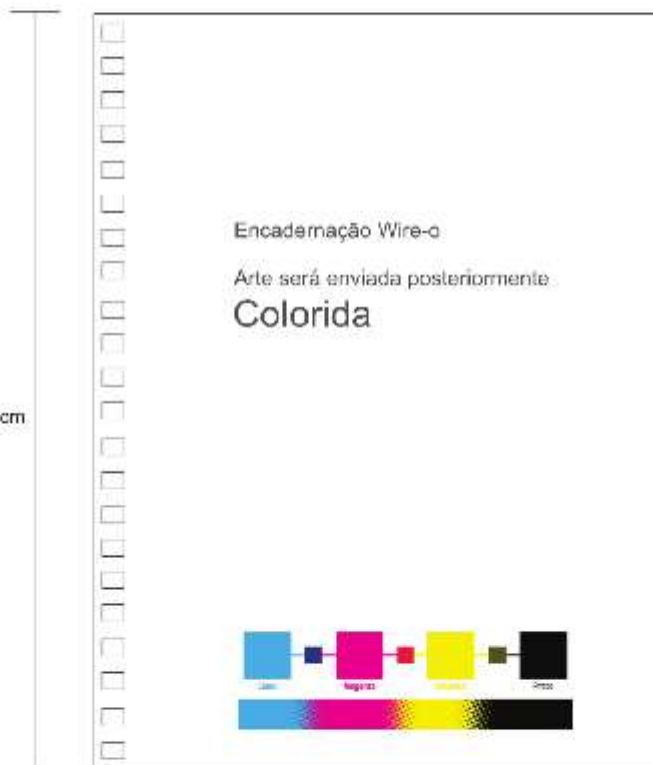 Encadernação Wire-o
Arte será enviada posteriormente
Colorida
cm
Magenta
Preto